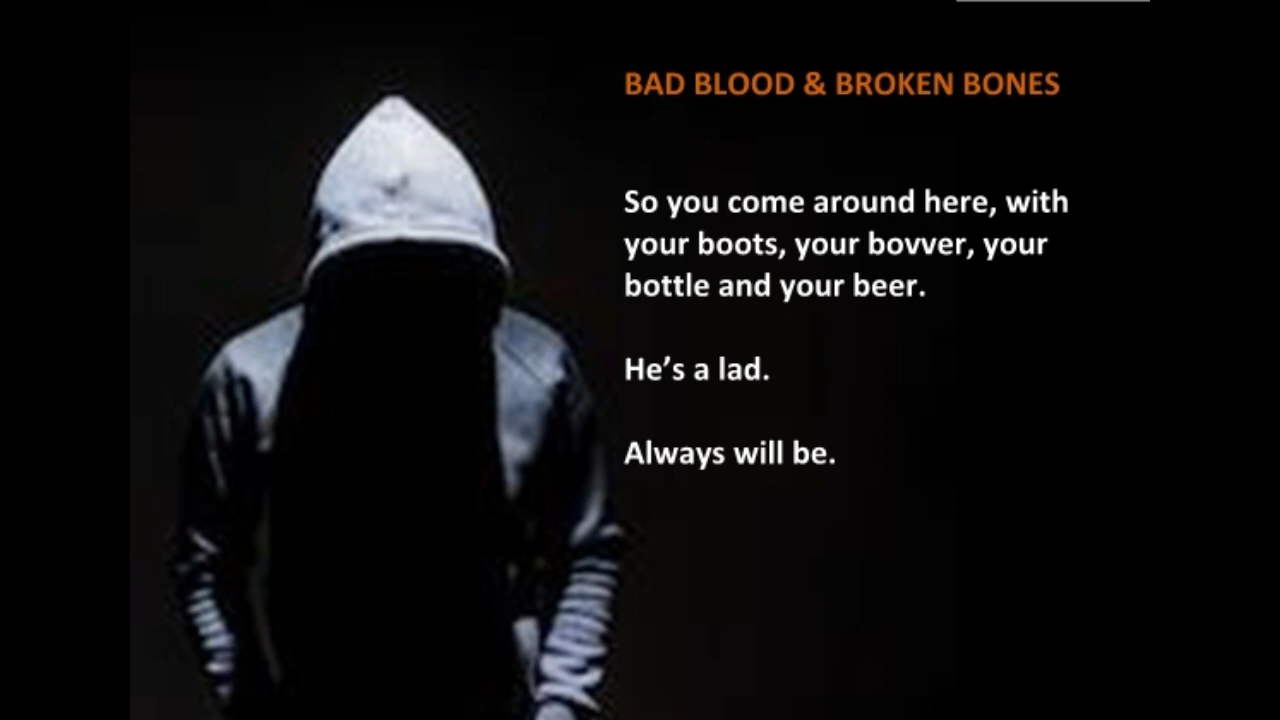 BAD BLOOD & BROKEN BONES
So you come around here, with
your boots, your bovver, your
bottle and your beer.
He’s a lad.
Always will be.